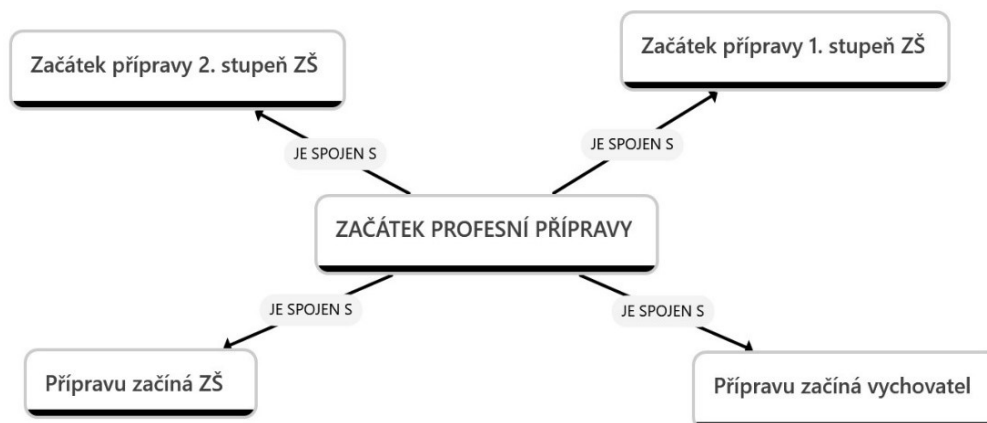 Začátek přípravy 2. stupeň ZŠ
Začátek přípravy 1. stupeň ZŠ
JE SPOJEN S
JE SPOJEN S
ZAČÁTEK PROFESNÍ PŘÍPRAVY
JE SPOJEN S
JE SPOJEN S
Přípravu začíná ZŠ
Přípravu začíná vychovatel